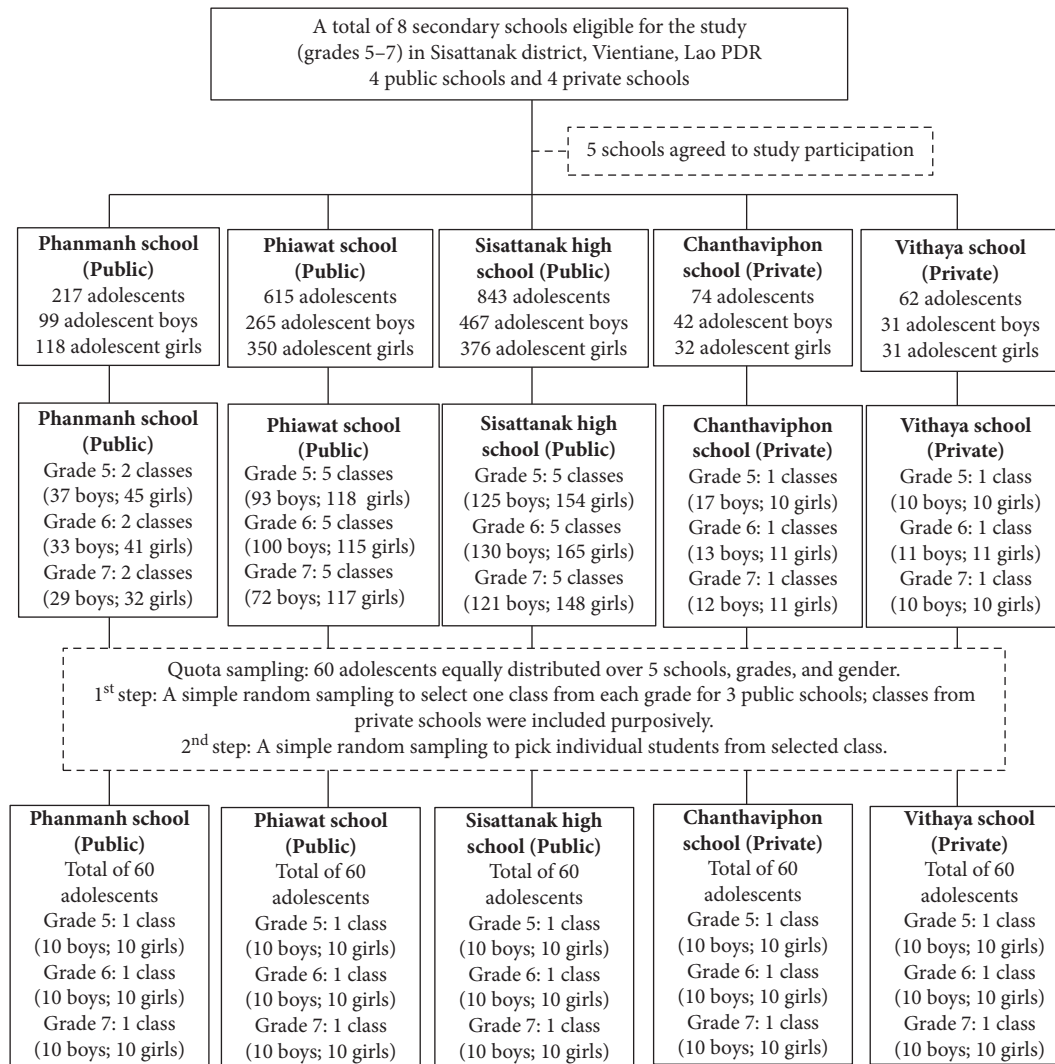 A total of 8 secondary schools eligible for the study
(grades 5–7) in Sisattanak district, Vientiane, Lao PDR
4 public schools and 4 private schools
5 schools agreed to study participation
Phanmanh school
(Public)
217 adolescents
99 adolescent boys
118 adolescent girls
Phiawat school
(Public)
615 adolescents
265 adolescent boys
350 adolescent girls
Sisattanak high
school (Public)
843 adolescents
467 adolescent boys
376 adolescent girls
Chanthaviphon
school (Private)
74 adolescents
42 adolescent boys
32 adolescent girls
Vithaya school
(Private)
62 adolescents
31 adolescent boys
31 adolescent girls
Phanmanh school
(Public)
Grade 5: 2 classes
(37 boys; 45 girls)
Grade 6: 2 classes
(33 boys; 41 girls)
Grade 7: 2 classes
(29 boys; 32 girls)
Phiawat school
(Public)
Grade 5: 5 classes
(93 boys; 118 girls)
Grade 6: 5 classes
(100 boys; 115 girls)
Grade 7: 5 classes
(72 boys; 117 girls)
Sisattanak high
school (Public)
Grade 5: 5 classes
(125 boys; 154 girls)
Grade 6: 5 classes
(130 boys; 165 girls)
Grade 7: 5 classes
(121 boys; 148 girls)
Chanthaviphon
school (Private)
Grade 5: 1 classes
(17 boys; 10 girls)
Grade 6: 1 classes
(13 boys; 11 girls)
Grade 7: 1 classes
(12 boys; 11 girls)
Vithaya school
(Private)
Grade 5: 1 class
(10 boys; 10 girls)
Grade 6: 1 class
(11 boys; 11 girls)
Grade 7: 1 class
(10 boys; 10 girls)
Quota sampling: 60 adolescents equally distributed over 5 schools, grades, and gender.
1st step: A simple random sampling to select one class from each grade for 3 public schools; classes from
private schools were included purposively.
2nd step: A simple random sampling to pick individual students from selected class.
Phanmanh school
(Public)
Total of 60
adolescents
Grade 5: 1 class
(10 boys; 10 girls)
Grade 6: 1 class
(10 boys; 10 girls)
Grade 7: 1 class
(10 boys; 10 girls)
Phiawat school
(Public)
Total of 60
adolescents
Grade 5: 1 class
(10 boys; 10 girls)
Grade 6: 1 class
(10 boys; 10 girls)
Grade 7: 1 class
(10 boys; 10 girls)
Sisattanak high
school (Public)
Total of 60
adolescents
Grade 5: 1 class
(10 boys; 10 girls)
Grade 6: 1 class
(10 boys; 10 girls)
Grade 7: 1 class
(10 boys; 10 girls)
Chanthaviphon
school (Private)
Total of 60
adolescents
Grade 5: 1 class
(10 boys; 10 girls)
Grade 6: 1 class
(10 boys; 10 girls)
Grade 7: 1 class
(10 boys; 10 girls)
Vithaya school
(Private)
Total of 60
adolescents
Grade 5: 1 class
(10 boys; 10 girls)
Grade 6: 1 class
(10 boys; 10 girls)
Grade 7: 1 class
(10 boys; 10 girls)